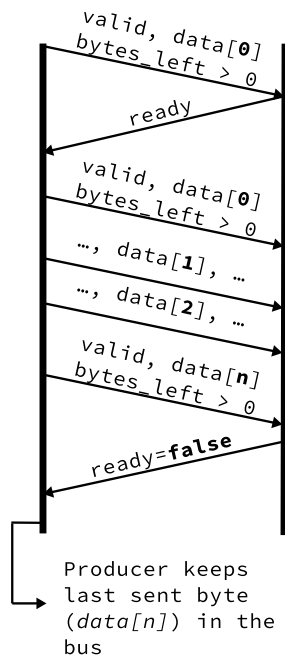 valid, data[0]
bytes_left > 0
ready
valid, data[0]
bytes_left > 0
…, data[1], …
…, data[2], …
valid, data[n]
bytes_left > 0
ready=false
Producer keeps
last sent byte
(data[n]) in the
bus